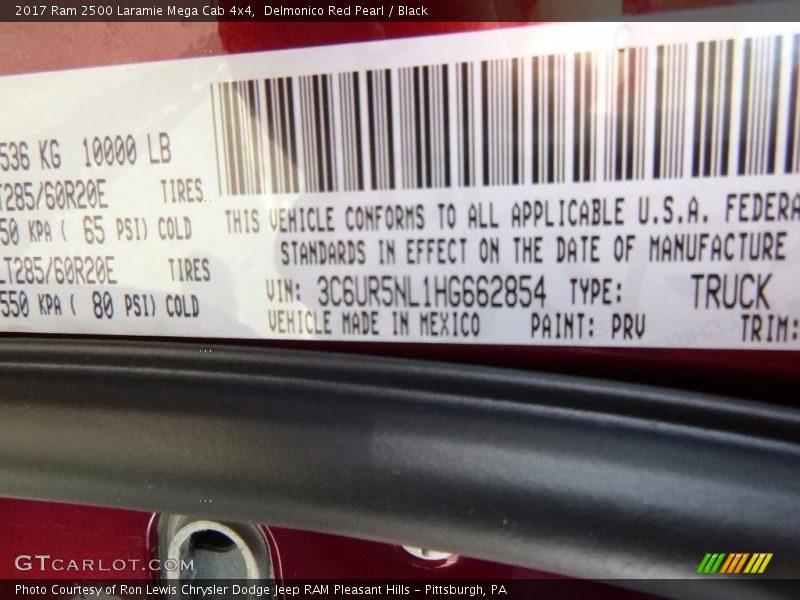 2017 Ram 2500 Laramie Mega Cab 4x4,  Delmonico Red Pearl / Black
536 KG 10000 LB
T285/60R20E TIRES
50 KPA ( 65 PSI) COLD
LT285/60R20E TIRES
550 KPA ( 80 PSI) COLD
THIS VEHICLE CONFORMS TO ALL APPLICABLE U.S.A. FEDERA
STANDARDS IN EFFECT ON THE DATE OF MANUFACTURE
VIN: 3C6UR5NL1HG662854 TYPE: TRUCK
VEHICLE MADE IN MEXICO PAINT: PRV TRIM:
GTCARLOT.COM
Photo Courtesy of Ron Lewis Chrysler Dodge Jeep RAM Pleasant Hills - Pittsburgh, PA